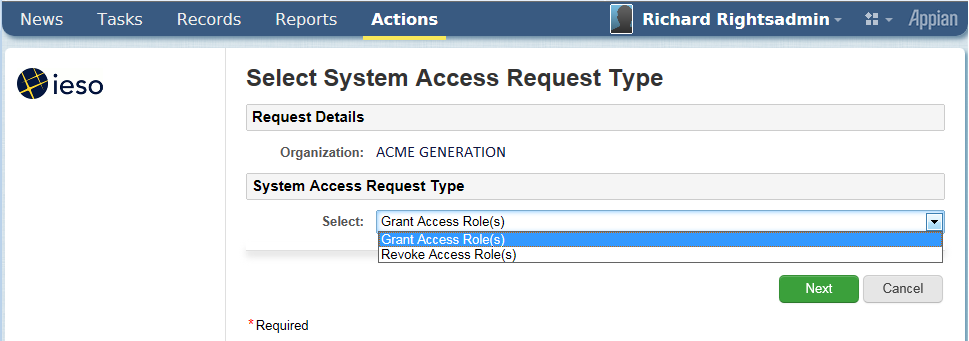 News Tasks Records Reports Actions Richard Rightsadmin Appian
ieso
Select System Access Request Type
Request Details
Organization: ACME GENERATION
System Access Request Type
Select: Grant Access Role(s)
Grant Access Role(s)
Revoke Access Role(s)
Next Cancel
*Required